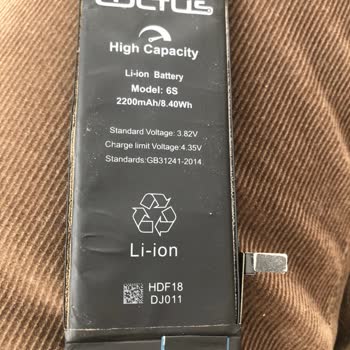 High Capacity
Li-ion Battery
Model: 6S
2200mAh/8.40Wh
Standard Voltage: 3.82V
Charge limit Voltage:4.35V
Standards:GB31241-2014
Li-ion
HDF18
DJ011